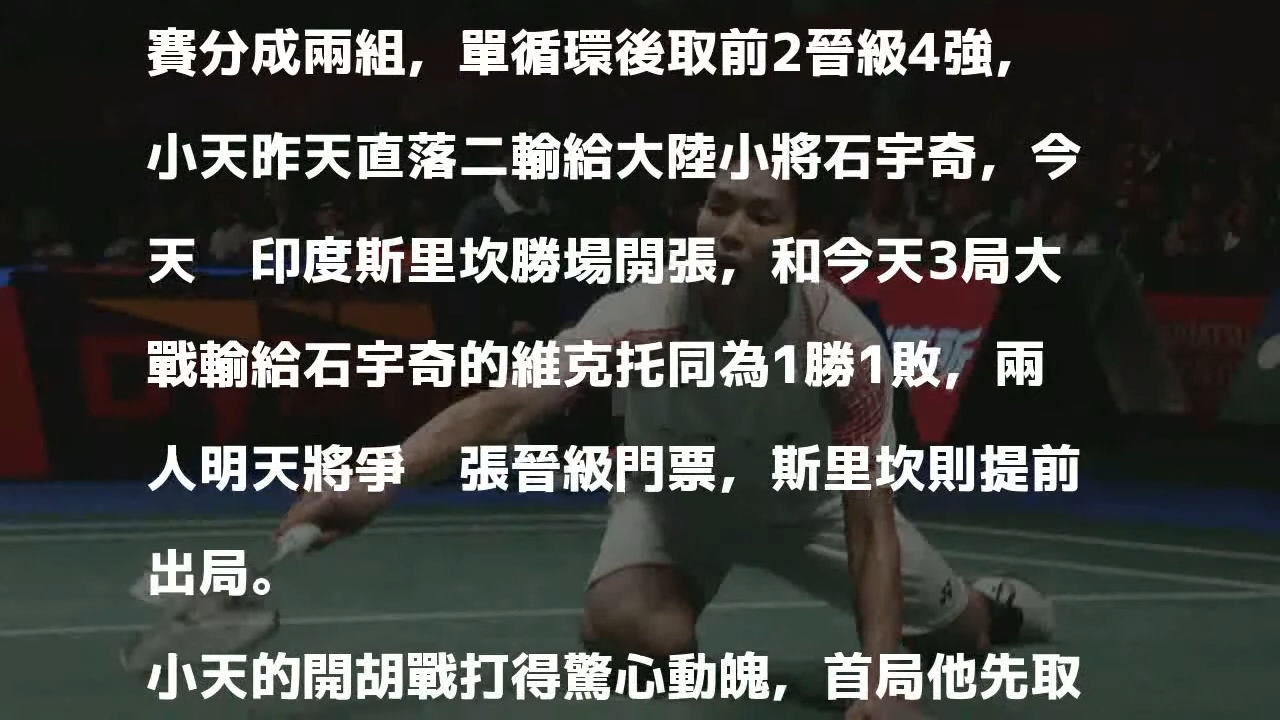 賽分成兩組，單循環後取前2晉級4強，
小天昨天直落二輸給大陸小將石宇奇，今
天　印度斯里坎勝場開張，和今天3局大
戰輸給石宇奇的維克托同為1勝1敗，兩
人明天將爭　張晉級門票，斯里坎則提前
出局。
小天的開胡戰打得驚心動魄，首局他先取